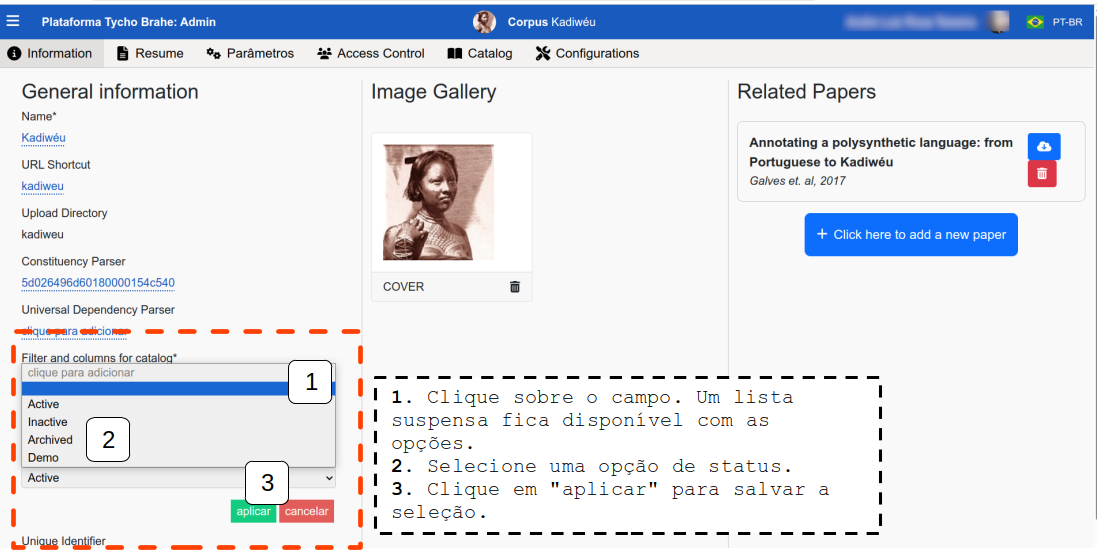 Plataforma Tycho Brahe: Admin
Corpus Kadiwéu
PT-BR
Information
Resume
Parâmetros
Access Control
Catalog
Configurations
General information
Name*
Kadiwéu
URL Shortcut
kadiweu
Upload Directory
kadiweu
Constituency Parser
5d026496d60180000154c540
Universal Dependency Parser
clique para adicionar
Filter and columns for catalog*
clique para adicionar
1
Active
Inactive
Archived
Demo
2
Active
3
aplicar
cancelar
Unique Identifier
Image Gallery
COVER
Related Papers
Annotating a polysynthetic language: from
Portuguese to Kadiwéu
Galves et. al, 2017
+ Click here to add a new paper
1. Clique sobre o campo. Um lista
suspensa fica disponível com as
opções.
2. Selecione uma opção de status.
3. Clique em "aplicar" para salvar a
seleção.